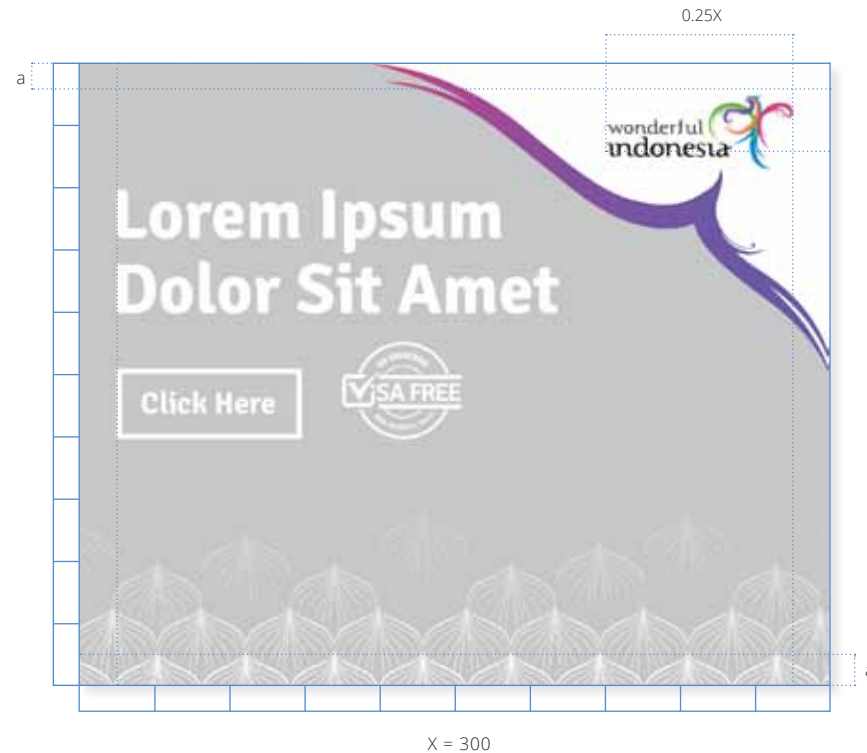 0.25X
a
wonderful
indonesia
Lorem Ipsum
Dolor Sit Amet
Click Here
VISA FREE
X = 300